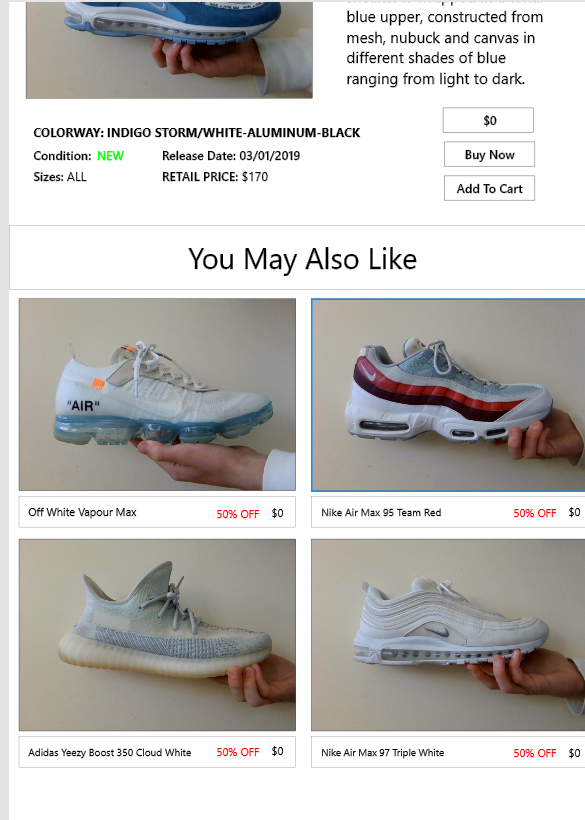 blue upper, constructed from
mesh, nubuck and canvas in
different shades of blue
ranging from light to dark.
COLORWAY: INDIGO STORM/WHITE-ALUMINUM-BLACK
Condition: NEW
Release Date: 03/01/2019
Sizes: ALL
RETAIL PRICE: $170
$0
Buy Now
Add To Cart
You May Also Like
"AIR"
Off White Vapour Max
50% OFF $0
Nike Air Max 95 Team Red
50% OFF $0
Adidas Yeezy Boost 350 Cloud White
50% OFF $0
Nike Air Max 97 Triple White
50% OFF $0